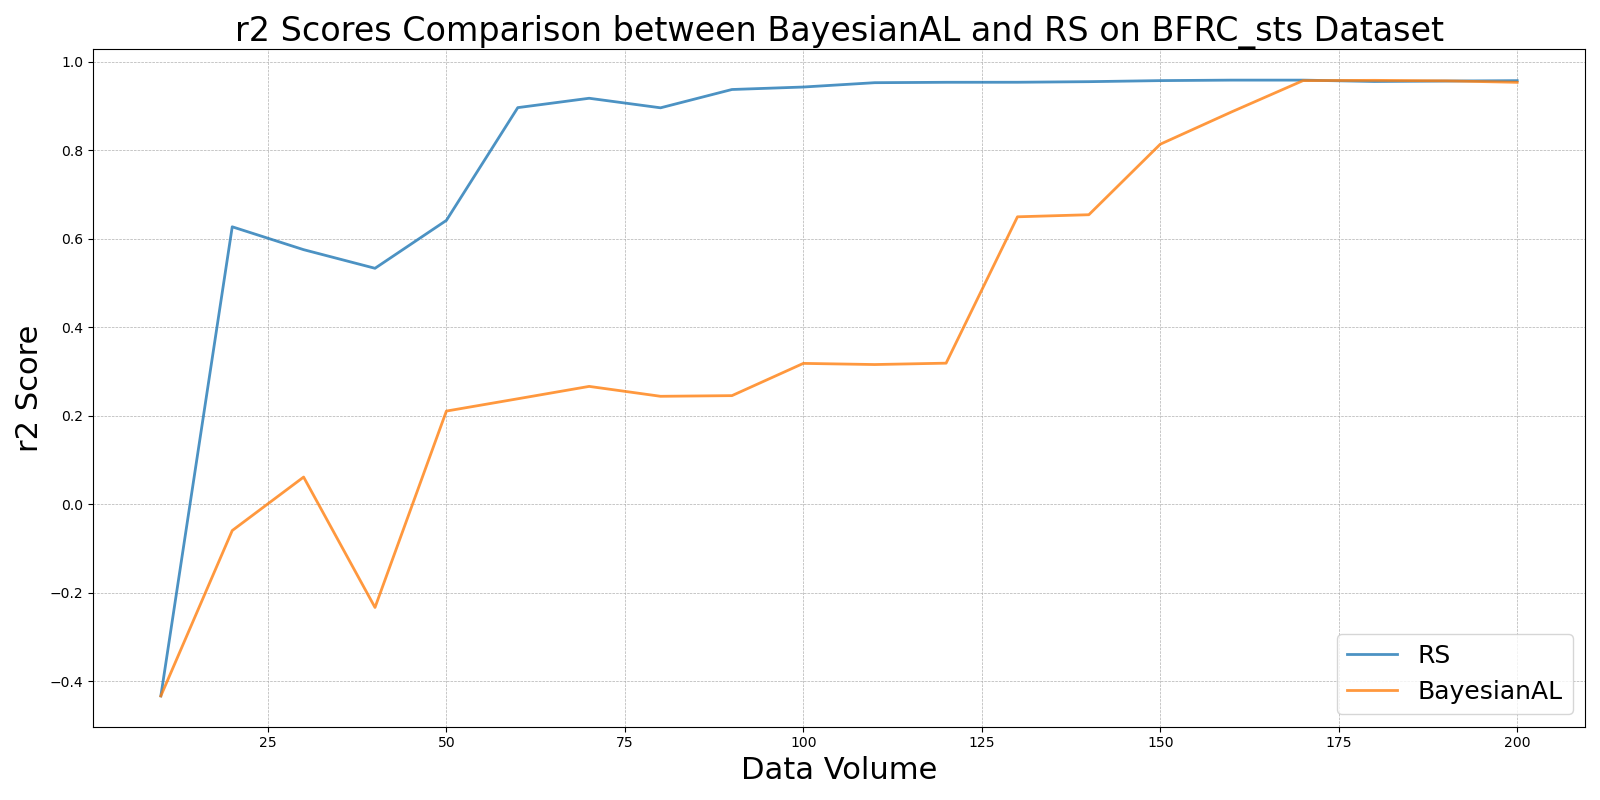 r2 Scores Comparison between BayesianAL and RS on BFRC_sts Dataset
r2 Score
1.0
0.8
0.6
0.4
0.2
0.0
−0.2
−0.4
25 50 75 100 125 150 175 200
Data Volume
RS
BayesianAL